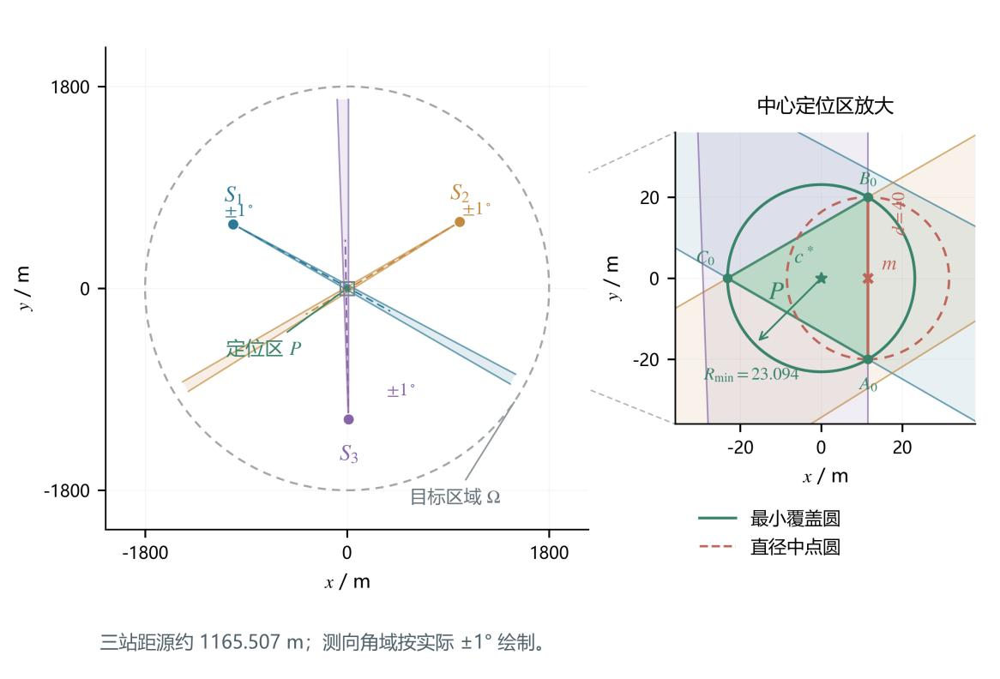 中心定位区放大
1800
0
-1800
y / m
-1800
0
1800
x / m
S₁
±1°
S₂
±1°
S₃
±1°
定位区 P
目标区域 Ω
20
0
-20
y / m
-20
0
20
x / m
B₀
d=40
C₀
c*
m
P
R_min = 23.094
A₀
最小覆盖圆
直径中点圆
三站距源约 1165.507 m；测向角域按实际 ±1° 绘制。